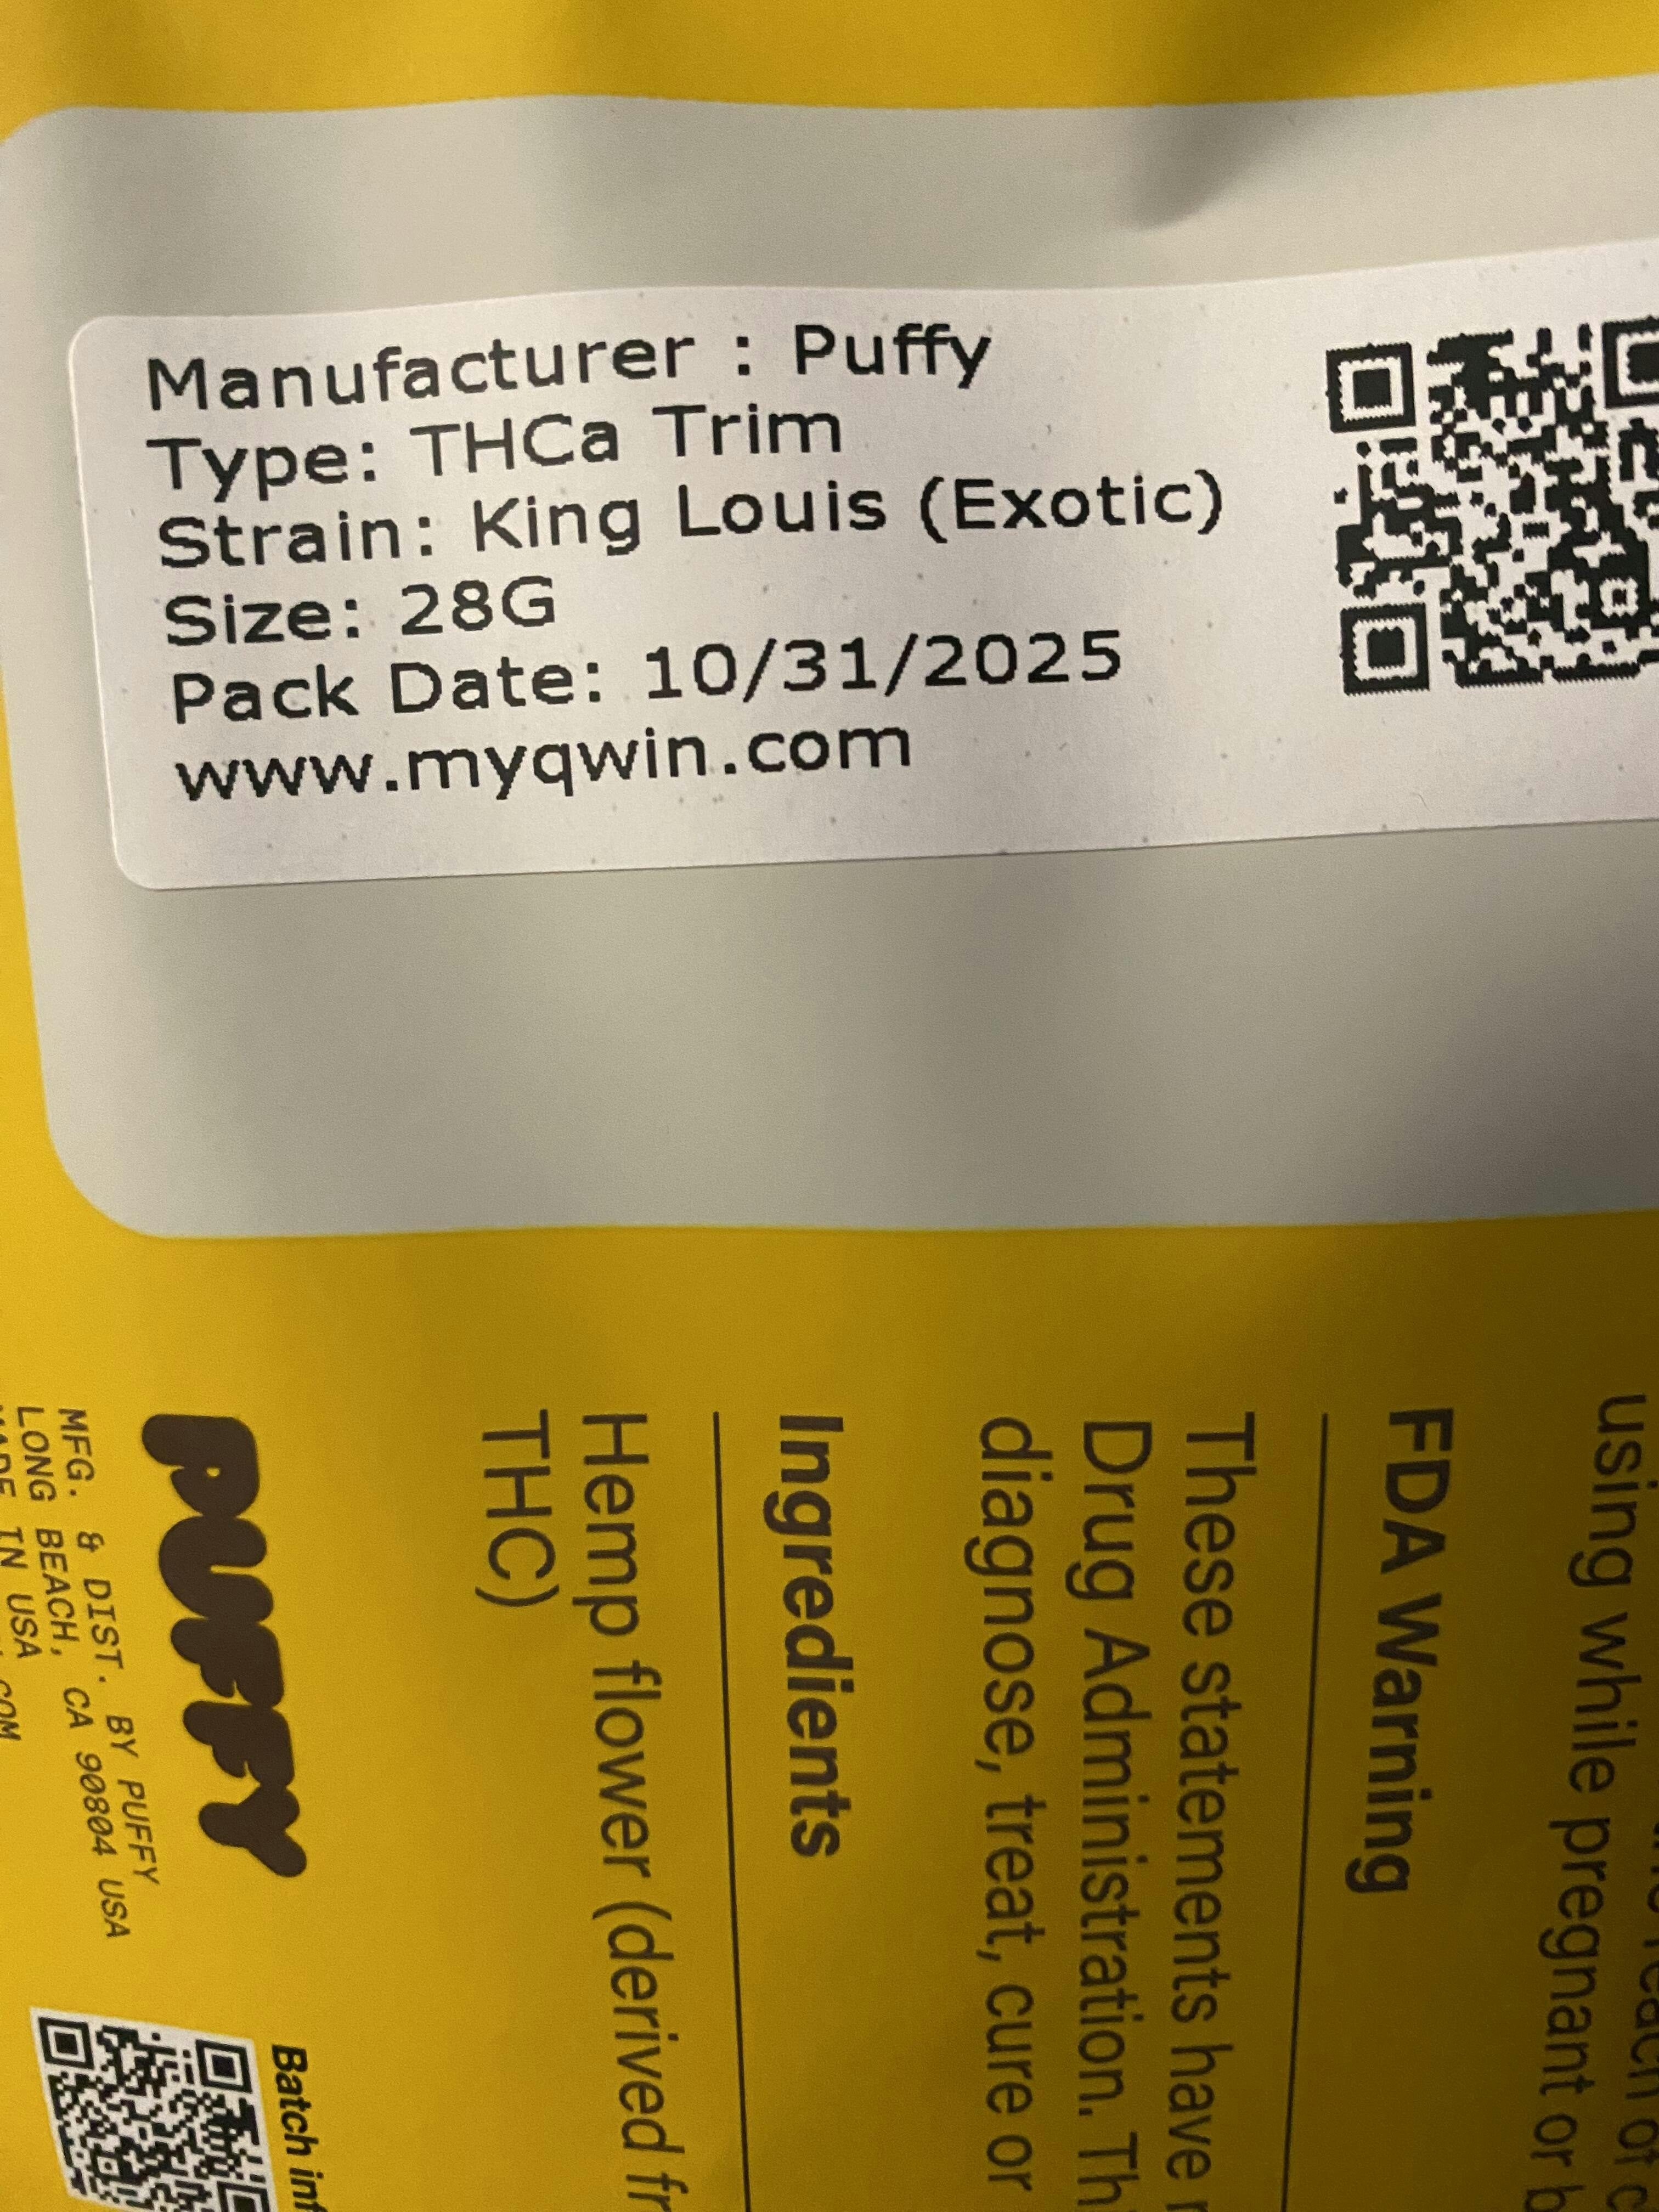 Manufacturer : Puffy
Type: THCa Trim
Strain: King Louis (Exotic)
Size: 28G
Pack Date: 10/31/2025
www.myqwin.com
using while pregnant or
FDA Warning
These statements have
Drug Administration.
diagnose, treat, cure or
Ingredients
Hemp flower (derived
THC)
PUFFY
MFG. & DIST. BY PUFFY
LONG BEACH, CA 90804 USA
IN USA
Batch